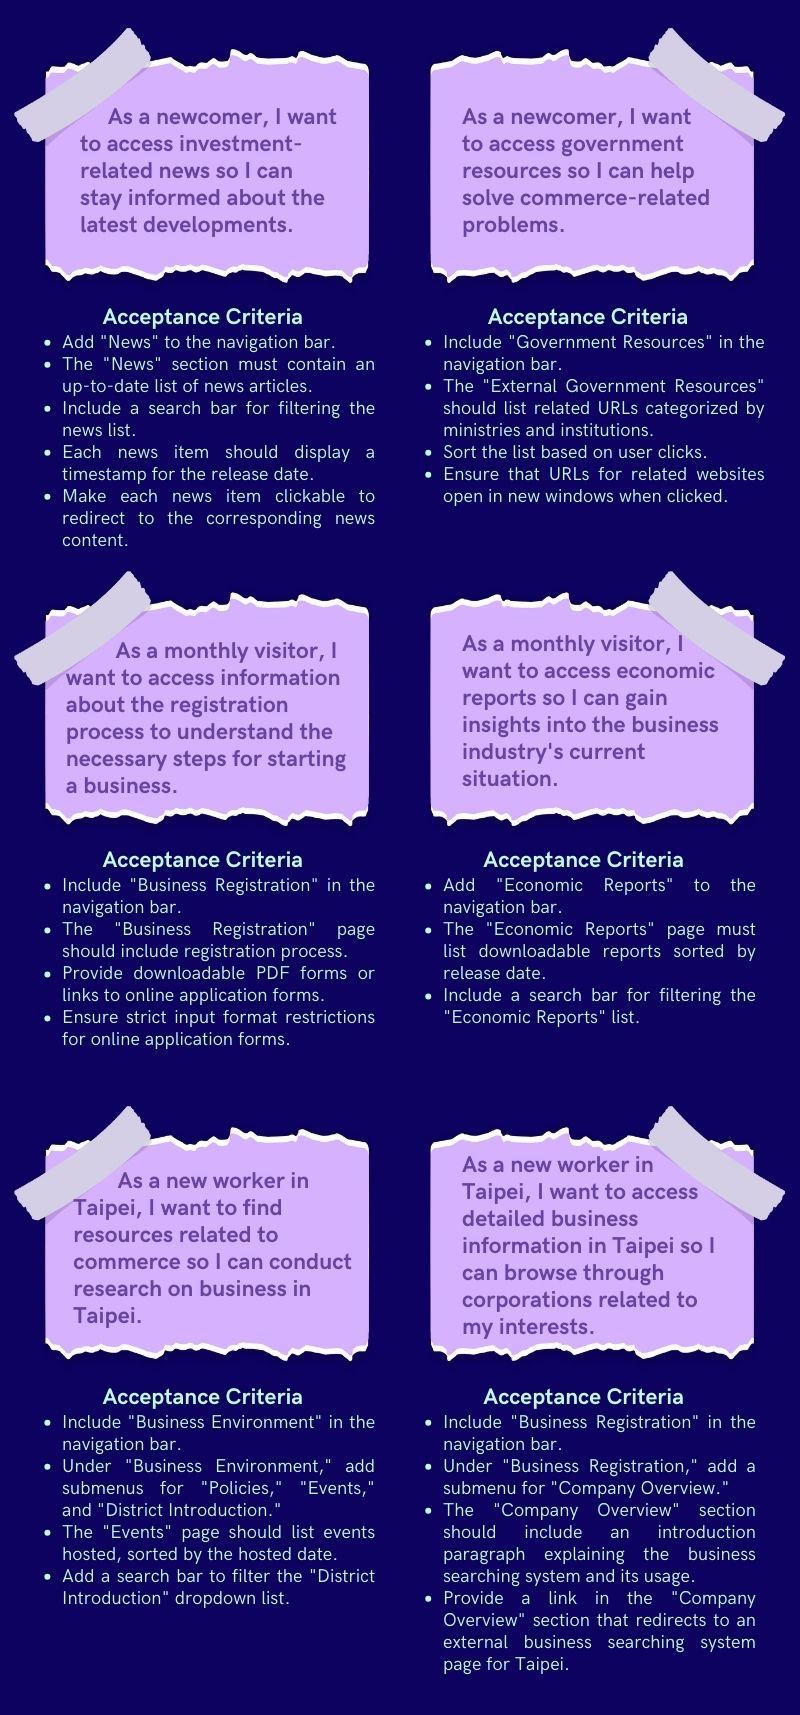 As a newcomer, I want
to access investment-
related news so I can
stay informed about the
latest developments.
As a newcomer, I want
to access government
resources so I can help
solve commerce-related
problems.
Acceptance Criteria
• Add "News" to the navigation bar.
• The "News" section must contain an
up-to-date list of news articles.
• Include a search bar for filtering the
news list.
• Each news item should display a
timestamp for the release date.
• Make each news item clickable to
redirect to the corresponding news
content.
Acceptance Criteria
• Include "Government Resources" in the
navigation bar.
• The "External Government Resources"
should list related URLs categorized by
ministries and institutions.
• Sort the list based on user clicks.
• Ensure that URLs for related websites
open in new windows when clicked.
As a monthly visitor, I
want to access information
about the registration
process to understand the
necessary steps for starting
a business.
As a monthly visitor, I
want to access economic
reports so I can gain
insights into the business
industry's current
situation.
Acceptance Criteria
• Include "Business Registration" in the
navigation bar.
• The "Business Registration" page
should include registration process.
• Provide downloadable PDF forms or
links to online application forms.
• Ensure strict input format restrictions
for online application forms.
Acceptance Criteria
• Add "Economic Reports" to the
navigation bar.
• The "Economic Reports" page must
list downloadable reports sorted by
release date.
• Include a search bar for filtering the
"Economic Reports" list.
As a new worker in
Taipei, I want to find
resources related to
commerce so I can conduct
research on business in
Taipei.
As a new worker in
Taipei, I want to access
detailed business
information in Taipei so I
can browse through
corporations related to
my interests.
Acceptance Criteria
• Include "Business Environment" in the
navigation bar.
• Under "Business Environment," add
submenus for "Policies," "Events,"
and "District Introduction."
• The "Events" page should list events
hosted, sorted by the hosted date.
• Add a search bar to filter the "District
Introduction" dropdown list.
Acceptance Criteria
• Include "Business Registration" in the
navigation bar.
• Under "Business Registration," add a
submenu for "Company Overview."
• The "Company Overview" section
should include an introduction
paragraph explaining the business
searching system and its usage.
• Provide a link in the "Company
Overview" section that redirects to an
external business searching system
page for Taipei.